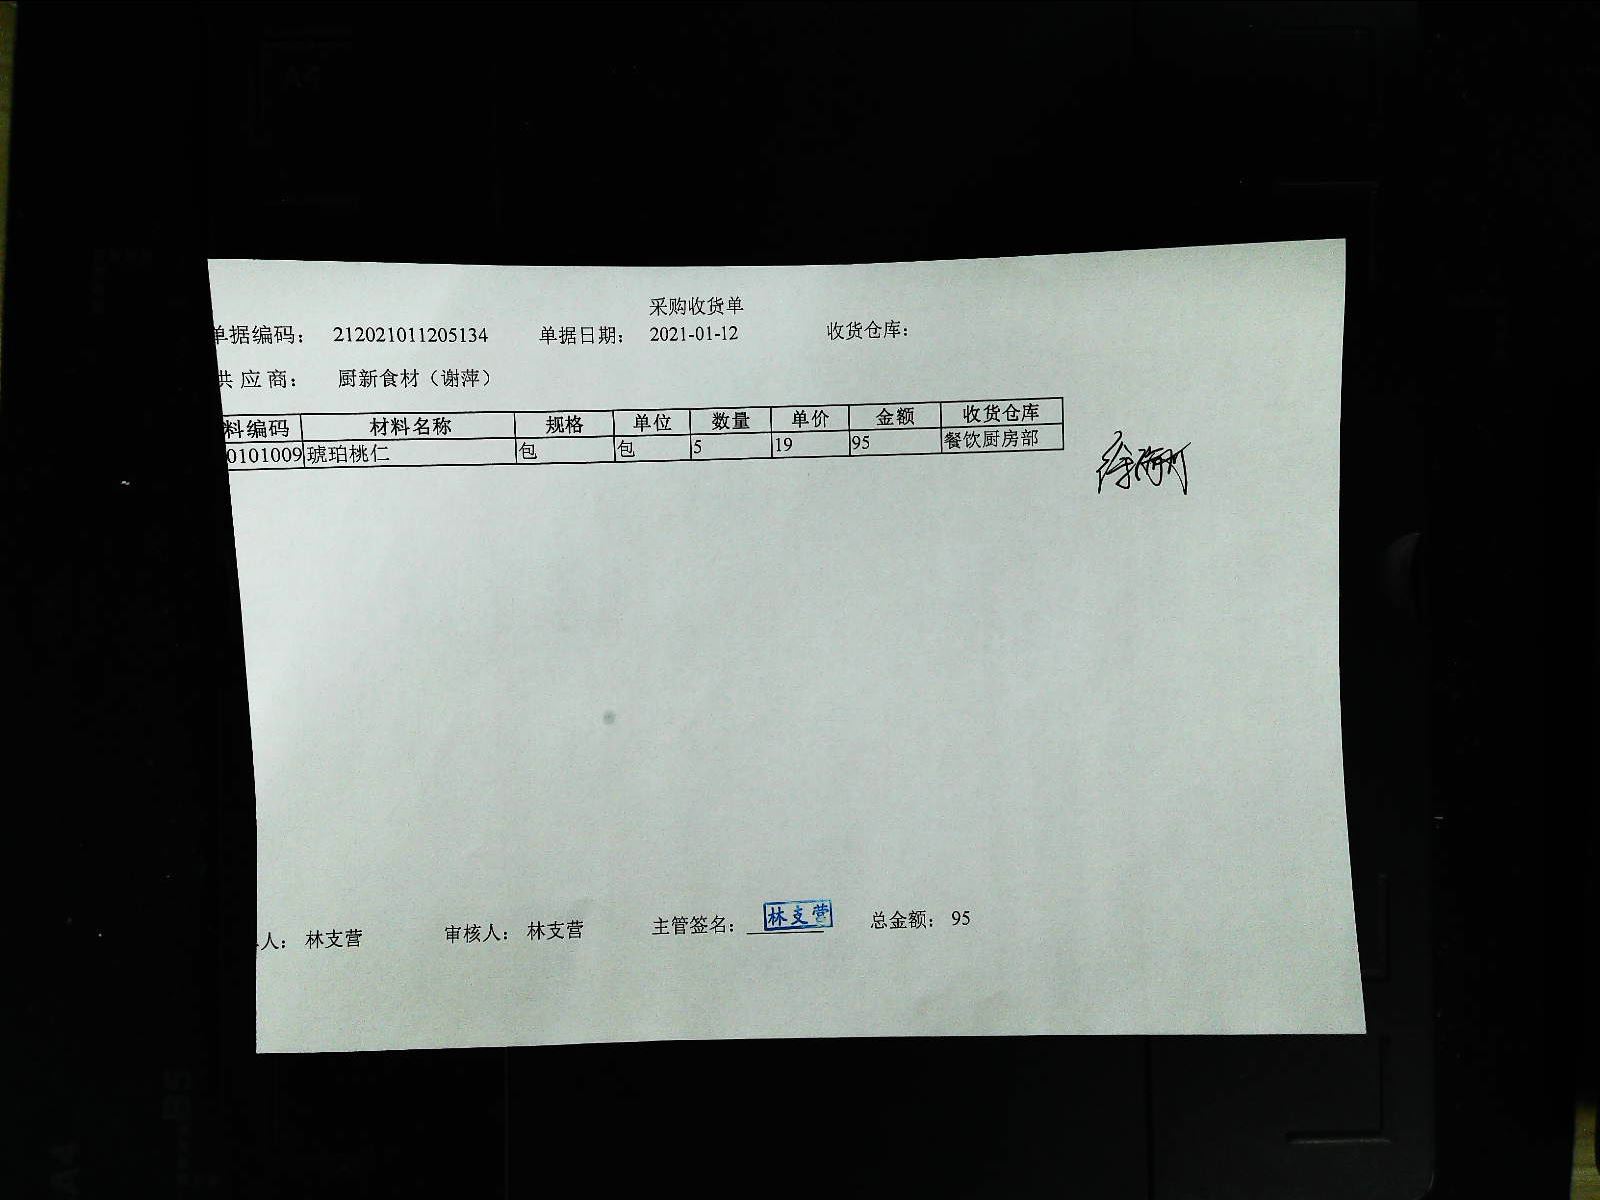 采购收货单
单据编码： 212021011205134 单据日期： 2021-01-12 收货仓库：
供 应 商： 厨新食材（谢萍）
料编码 材料名称 规格 单位 数量 单价 金额 收货仓库
0101009 琥珀桃仁 包 包 5 19 95 餐饮厨房部
人： 林支营 审核人： 林支营 主管签名： 林支营 总金额： 95